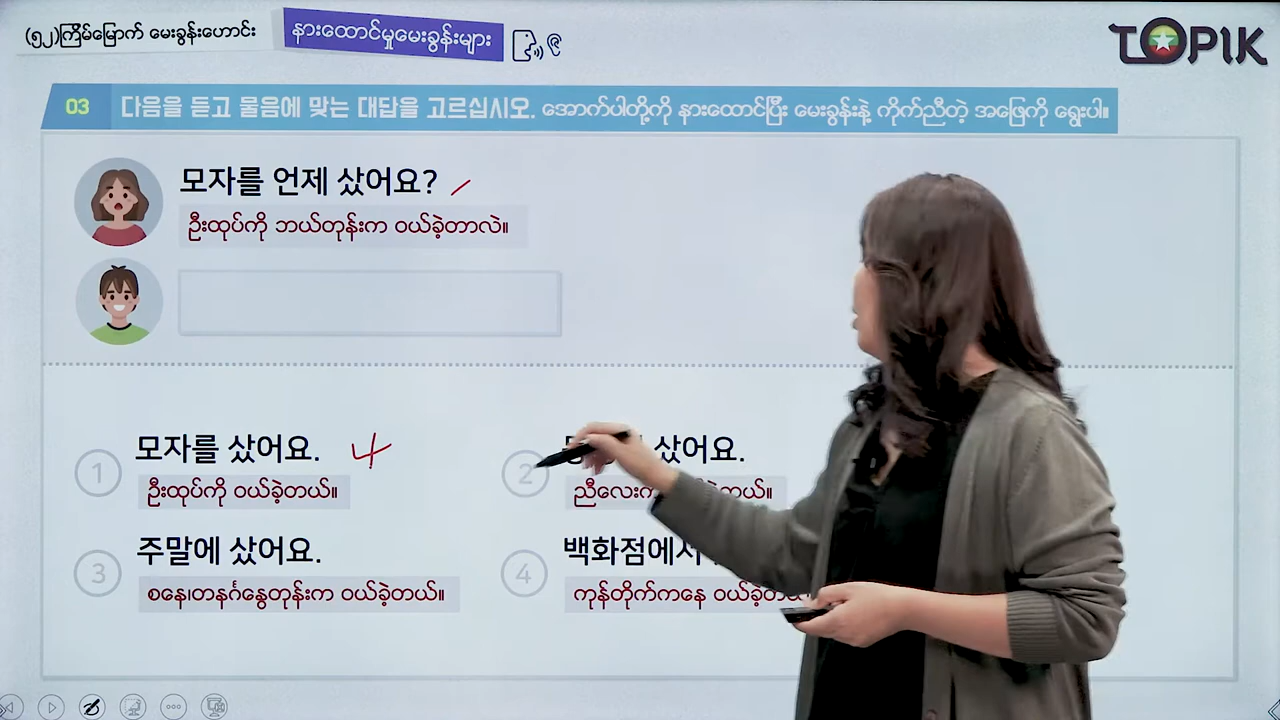 (၅၂)ကြိမ်မြောက် မေးခွန်းဟောင်း
နားထောင်မှုမေးခွန်းများ
TOPIK
03 다음을 듣고 물음에 맞는 대답을 고르십시오. အောက်ပါတို့ကို နားထောင်ပြီး မေးခွန်းနဲ့ ကိုက်ညီတဲ့ အဖြေကို ရွေးပါ။
모자를 언제 샀어요?
ဦးထုပ်ကို ဘယ်တုန်းက ဝယ်ခဲ့တာလဲ။
1 모자를 샀어요.
ဦးထုပ်ကို ဝယ်ခဲ့တယ်။
2 샀어요.
ညီလေးက
3 주말에 샀어요.
စနေ၊တနင်္ဂနွေတုန်းက ဝယ်ခဲ့တယ်။
4 백화점에서
ကုန်တိုက်ကနေ